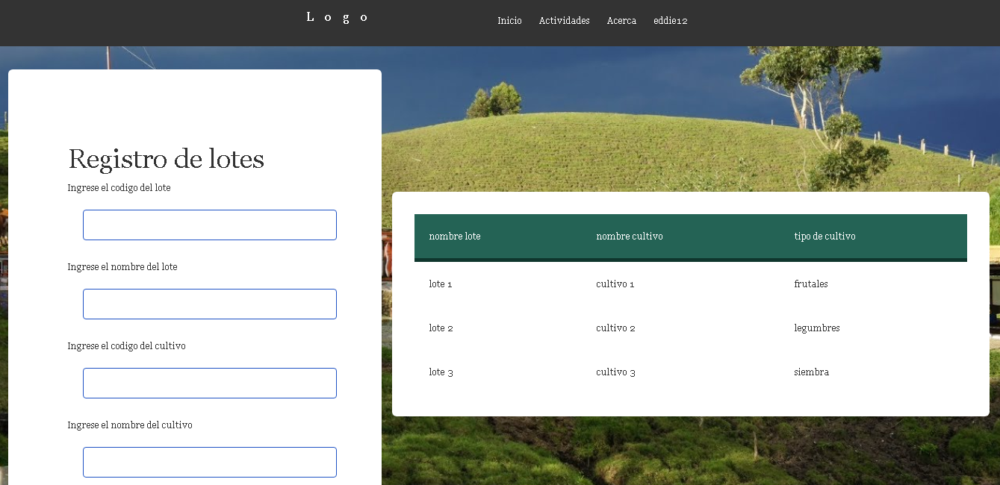 Logo
Inicio Actividades Acerca eddie12
Registro de lotes
Ingrese el codigo del lote
Ingrese el nombre del lote
Ingrese el codigo del cultivo
Ingrese el nombre del cultivo
nombre lote nombre cultivo tipo de cultivo
lote 1 cultivo 1 frutales
lote 2 cultivo 2 legumbres
lote 3 cultivo 3 siembra